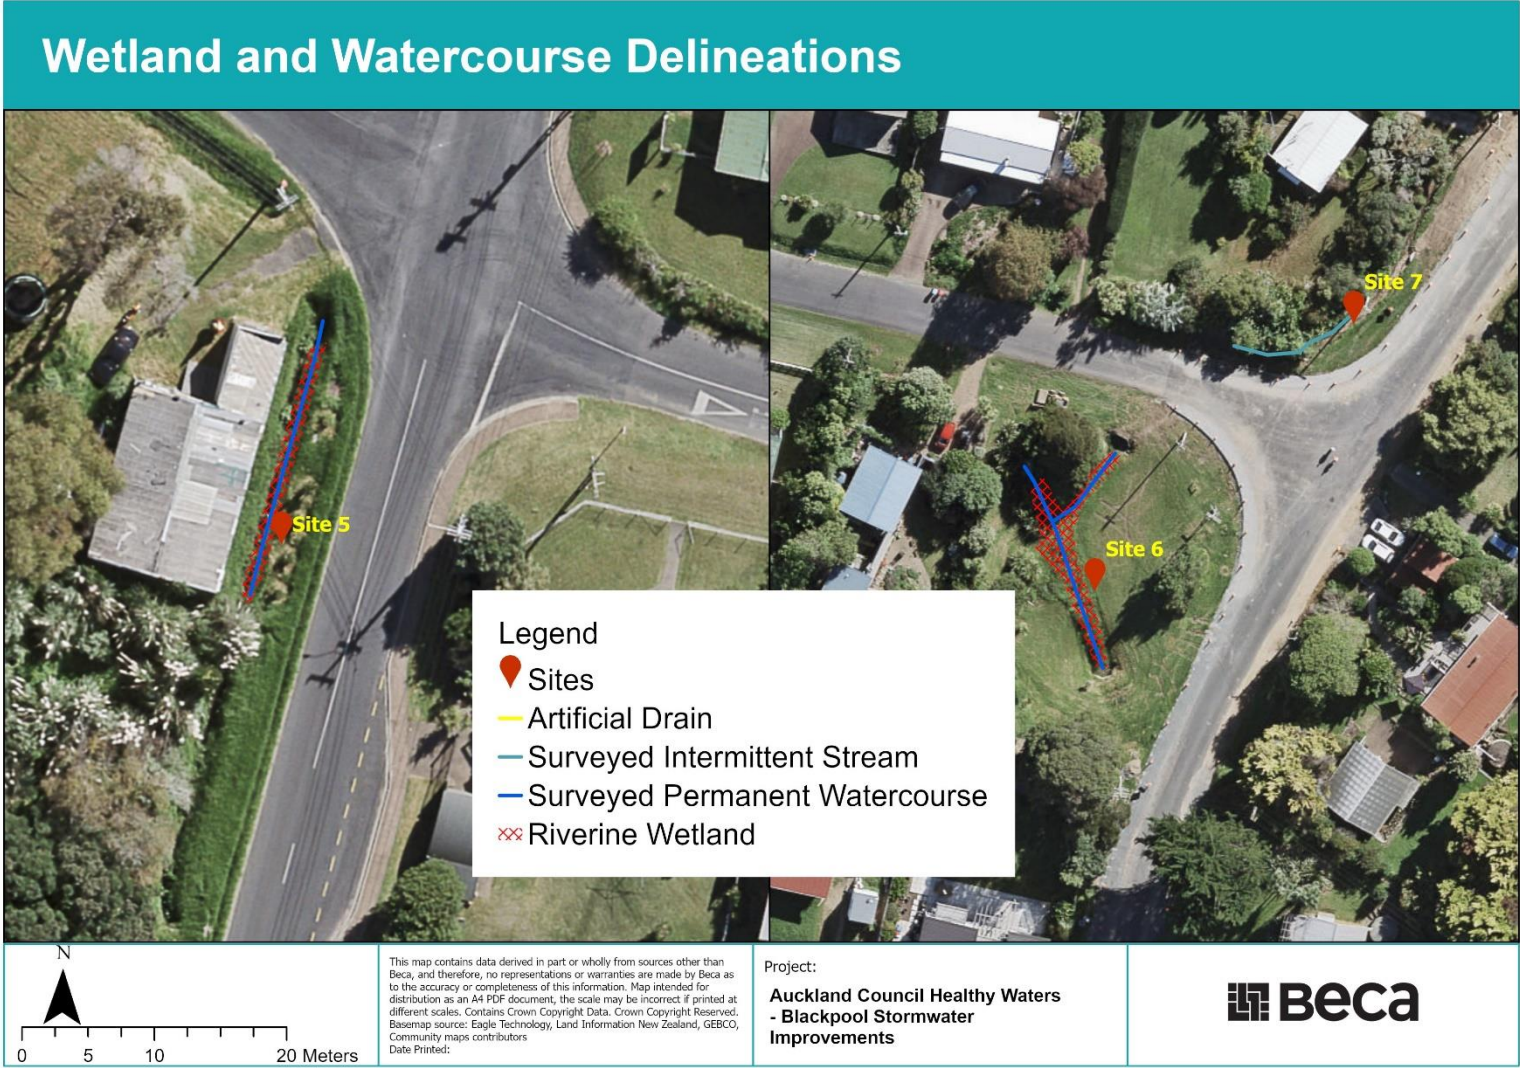 Wetland and Watercourse Delineations
Site 5
Site 7
Site 6
Legend
Sites
Artificial Drain
Surveyed Intermittent Stream
Surveyed Permanent Watercourse
Riverine Wetland
N
0 5 10 20 Meters
This map contains data derived in part or wholly from sources other than
Beca, and therefore, no representations or warranties are made by Beca as
to the accuracy or completeness of this information. Map intended for
distribution as an A4 PDF document, the scale may be incorrect if printed at
different scales. Contains Crown Copyright Data. Crown Copyright Reserved.
Basemap source: Eagle Technology, Land Information New Zealand, GEBCO,
Community maps contributors
Date Printed:
Project:
Auckland Council Healthy Waters
- Blackpool Stormwater
Improvements
Beca